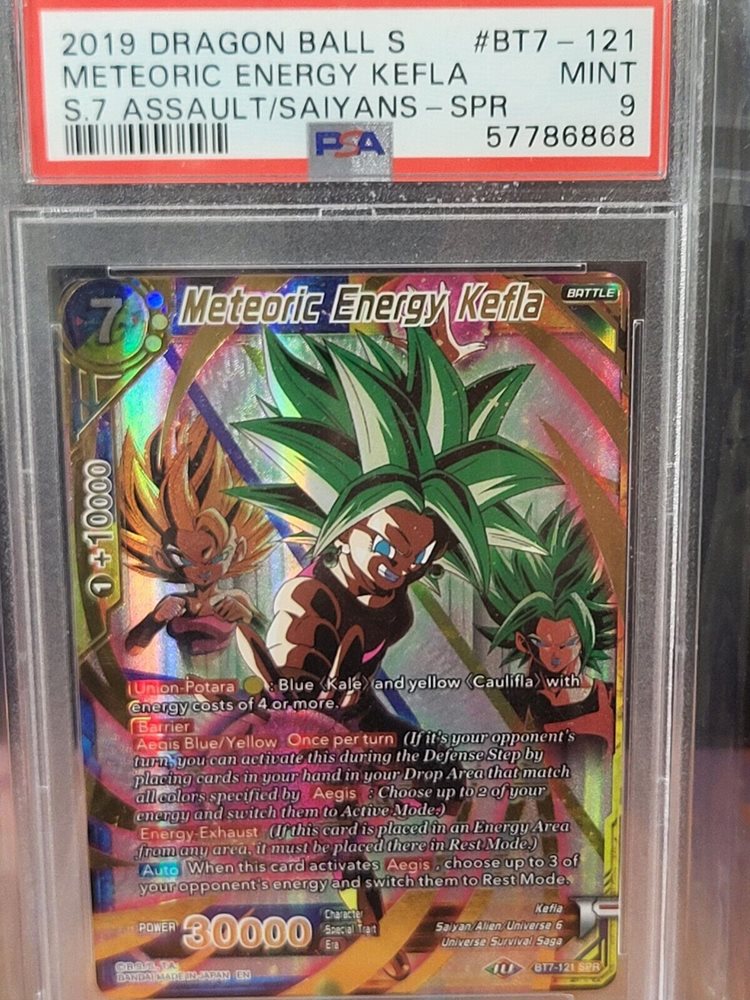 2019 DRAGON BALL S #BT7-121
METEORIC ENERGY KEFLA MINT
S.7 ASSAULT/SAIYANS-SPR 9
PSA 57786868
7 Meteoric Energy Kefla BATTLE
1 +10000
Union-Potara : Blue 〈Kale〉 and yellow 〈Caulifla〉 with
energy costs of 4 or more.
Barrier
Aegis Blue/Yellow Once per turn (If it's your opponent's
turn, you can activate this during the Defense Step by
placing cards in your hand in your Drop Area that match
all colors specified by Aegis : Choose up to 2 of your
energy and switch them to Active Mode.)
Energy-Exhaust (If this card is placed in an Energy Area
from any area, it must be placed there in Rest Mode.)
Auto When this card activates Aegis , choose up to 3 of
your opponent's energy and switch them to Rest Mode.
POWER 30000
Character Kefla
Special Trait Saiyan/Alien/Universe 6
Era Universe Survival Saga
©B.S./S.,T.A.
BANDAI MADE IN JAPAN EN
BT7-121 SPR